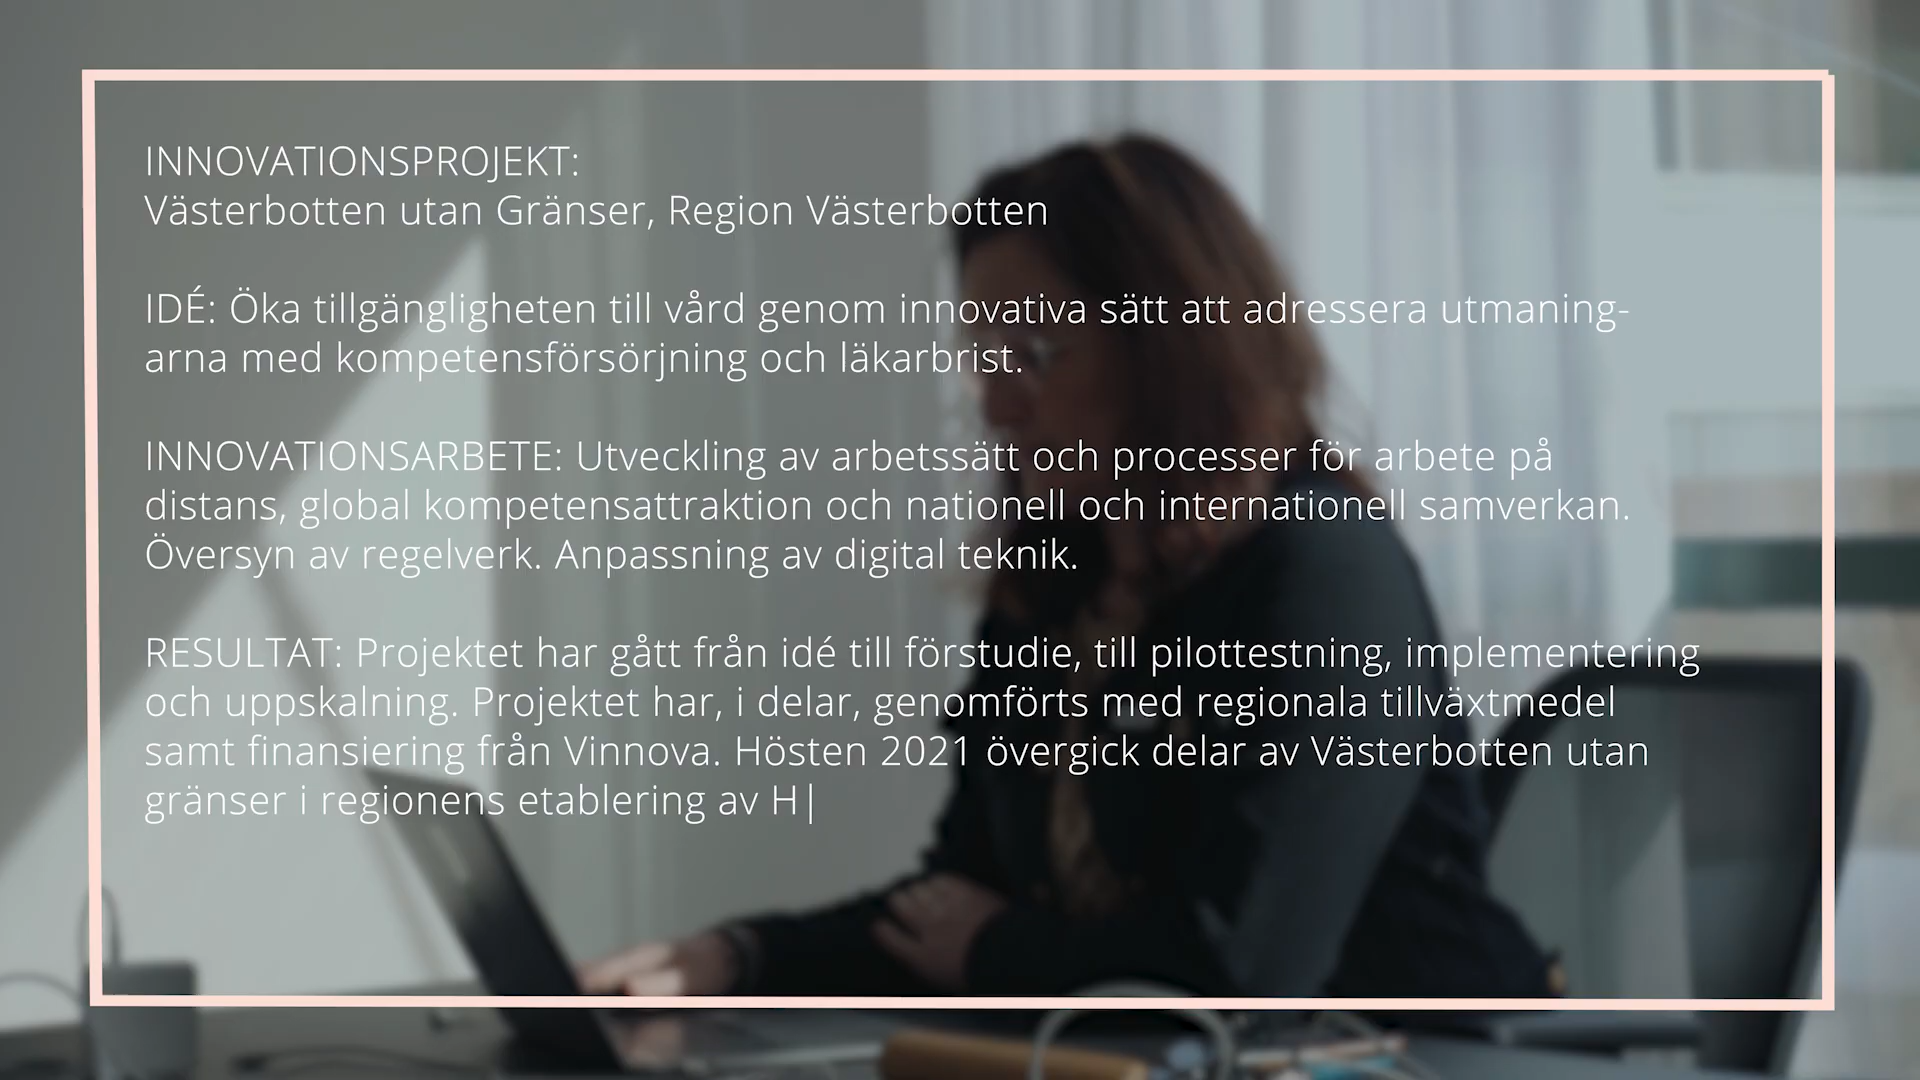 INNOVATIONSPROJEKT:
Västerbotten utan Gränser, Region Västerbotten
IDÉ: Öka tillgängligheten till vård genom innovativa sätt att adressera utmaning-
arna med kompetensförsörjning och läkarbrist.
INNOVATIONSARBETE: Utveckling av arbetssätt och processer för arbete på
distans, global kompetensattraktion och nationell och internationell samverkan.
Översyn av regelverk. Anpassning av digital teknik.
RESULTAT: Projektet har gått från idé till förstudie, till pilottestning, implementering
och uppskalning. Projektet har, i delar, genomförts med regionala tillväxtmedel
samt finansiering från Vinnova. Hösten 2021 övergick delar av Västerbotten utan
gränser i regionens etablering av H|